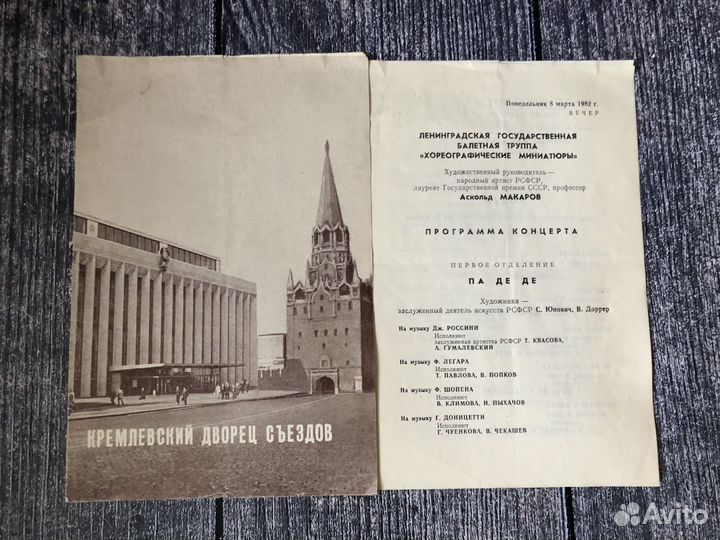 КРЕМЛЕВСКИЙ ДВОРЕЦ СЪЕЗДОВ
Понедельник 8 марта 1982 г.
ВЕЧЕР
ЛЕНИНГРАДСКАЯ ГОСУДАРСТВЕННАЯ
БАЛЕТНАЯ ТРУППА
«ХОРЕОГРАФИЧЕСКИЕ МИНИАТЮРЫ»
Художественный руководитель —
народный артист РСФСР,
лауреат Государственной премии СССР, профессор
Аскольд МАКАРОВ
ПРОГРАММА КОНЦЕРТА
ПЕРВОЕ ОТДЕЛЕНИЕ
ПА ДЕ ДЕ
Художники —
заслуженный деятель искусств РСФСР С. Юнович, В. Доррер
На музыку Дж. РОССИНИ
Исполняют
заслуженная артистка РСФСР Т. КВАСОВА,
А. ГУМАЛЕВСКИЙ
На музыку Ф. ЛЕГАРА
Исполняют
Т. ПАВЛОВА, В. ПОПКОВ
На музыку Ф. ШОПЕНА
Исполняют
В. КЛИМОВА, Н. ПЫХАЧОВ
На музыку Г. ДОНИЦЕТТИ
Исполняют
Г. ЧУЕНКОВА, В. ЧЕКАШЕВ
Avito